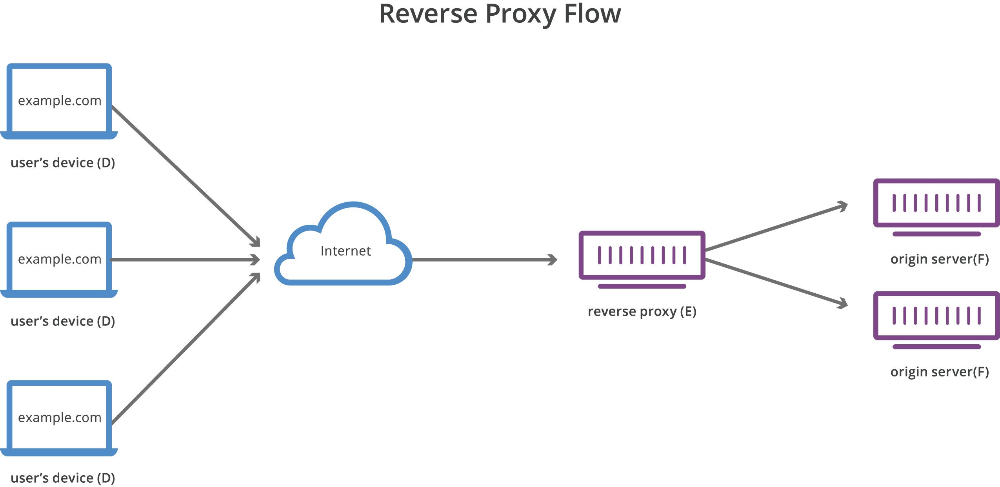 Reverse Proxy Flow
example.com
user’s device (D)
example.com
user’s device (D)
example.com
user’s device (D)
Internet
reverse proxy (E)
origin server(F)
origin server(F)